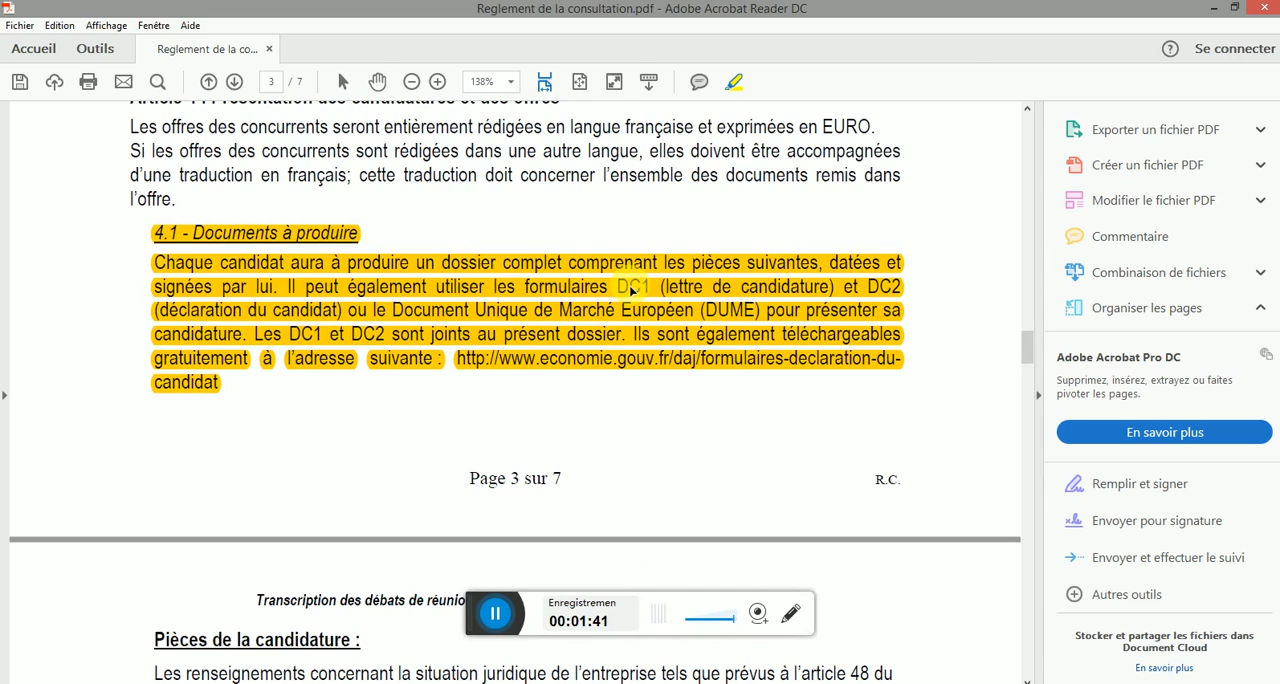 Reglement de la consultation.pdf - Adobe Acrobat Reader DC
Fichier Edition Affichage Fenêtre Aide
Accueil Outils Reglement de la co... × ? Se connecter
3 / 7 138%
Article 4 : Présentation des candidatures et des offres
Les offres des concurrents seront entièrement rédigées en langue française et exprimées en EURO.
Si les offres des concurrents sont rédigées dans une autre langue, elles doivent être accompagnées
d'une traduction en français; cette traduction doit concerner l'ensemble des documents remis dans
l'offre.
4.1 - Documents à produire
Chaque candidat aura à produire un dossier complet comprenant les pièces suivantes, datées et
signées par lui. Il peut également utiliser les formulaires DC1 (lettre de candidature) et DC2
(déclaration du candidat) ou le Document Unique de Marché Européen (DUME) pour présenter sa
candidature. Les DC1 et DC2 sont joints au présent dossier. Ils sont également téléchargeables
gratuitement à l'adresse suivante : http://www.economie.gouv.fr/daj/formulaires-declaration-du-
candidat
Page 3 sur 7 R.C.
Transcription des débats de réunio
Enregistremen
00:01:41
Pièces de la candidature :
Les renseignements concernant la situation juridique de l'entreprise tels que prévus à l'article 48 du
Exporter un fichier PDF
Créer un fichier PDF
Modifier le fichier PDF
Commentaire
Combinaison de fichiers
Organiser les pages
Adobe Acrobat Pro DC
Supprimez, insérez, extrayez ou faites
pivoter les pages.
En savoir plus
Remplir et signer
Envoyer pour signature
Envoyer et effectuer le suivi
Autres outils
Stocker et partager les fichiers dans
Document Cloud
En savoir plus